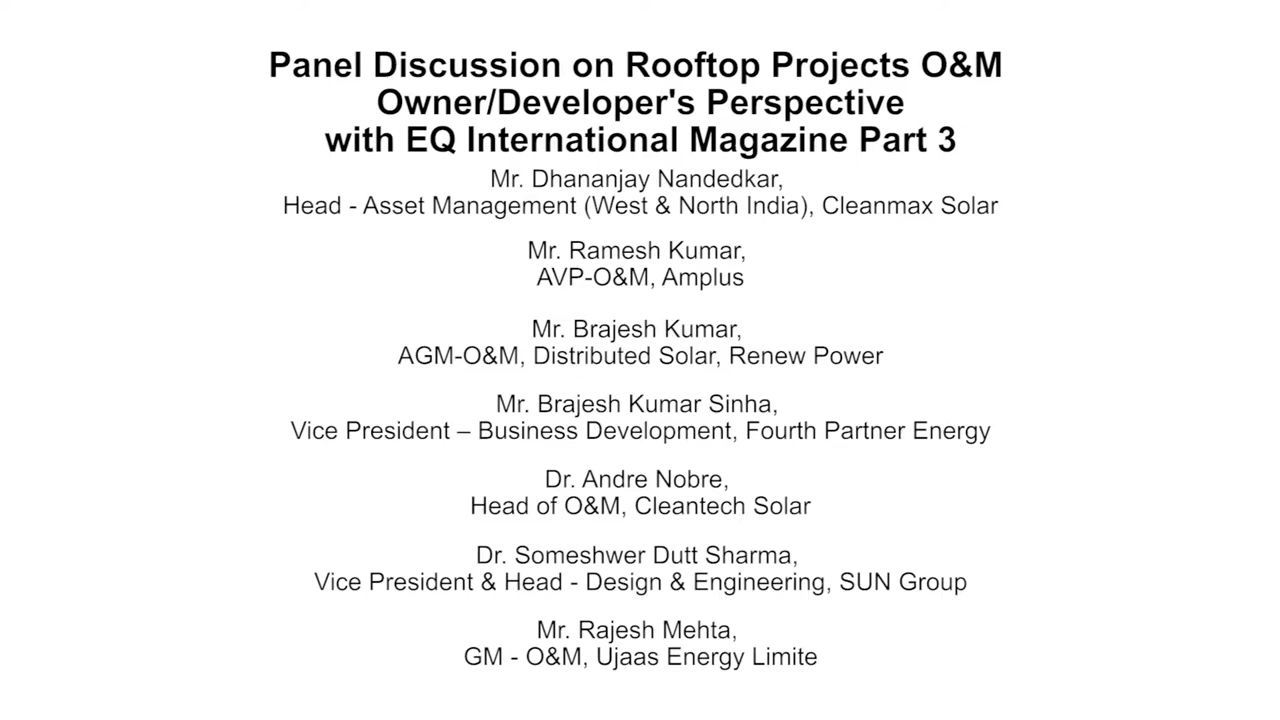 Panel Discussion on Rooftop Projects O&M
Owner/Developer's Perspective
with EQ International Magazine Part 3
Mr. Dhananjay Nandedkar,
Head - Asset Management (West & North India), Cleanmax Solar
Mr. Ramesh Kumar,
AVP-O&M, Amplus
Mr. Brajesh Kumar,
AGM-O&M, Distributed Solar, Renew Power
Mr. Brajesh Kumar Sinha,
Vice President – Business Development, Fourth Partner Energy
Dr. Andre Nobre,
Head of O&M, Cleantech Solar
Dr. Someshwer Dutt Sharma,
Vice President & Head - Design & Engineering, SUN Group
Mr. Rajesh Mehta,
GM - O&M, Ujaas Energy Limite